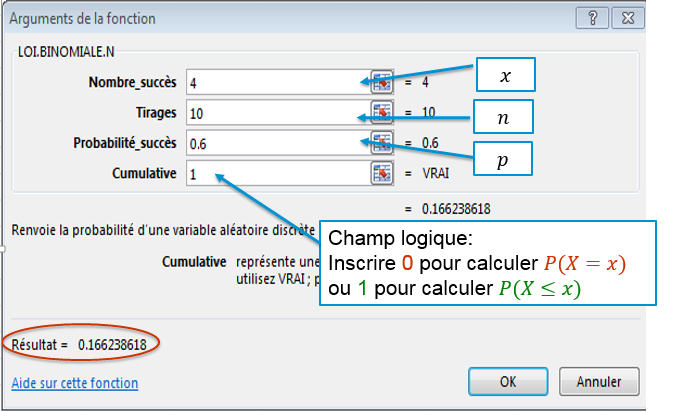 Arguments de la fonction
LOI.BINOMIALE.N
Nombre_succès 4 = 4
x
Tirages 10 = 10
n
Probabilité_succès 0.6 = 0.6
p
Cumulative 1 = VRAI
= 0.166238618
Renvoie la probabilité d'une variable aléatoire discrète
Champ logique:
Inscrire 0 pour calculer P(X = x)
ou 1 pour calculer P(X ≤ x)
Cumulative représente une
utilisez VRAI ; p
Résultat = 0.166238618
Aide sur cette fonction
OK
Annuler